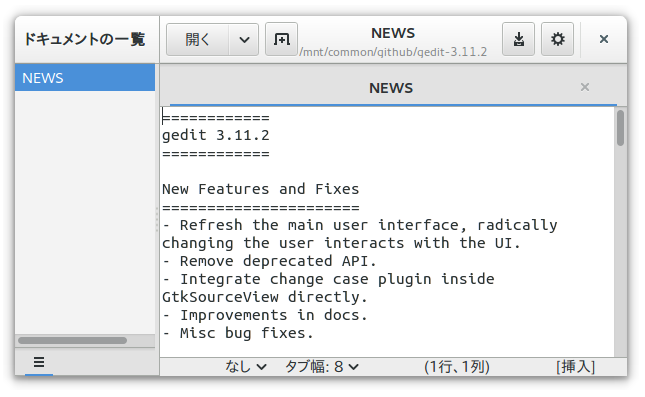 ドキュメントの一覧
開く
NEWS
/mnt/common/github/gedit-3.11.2
NEWS
NEWS
============
gedit 3.11.2
============
New Features and Fixes
======================
- Refresh the main user interface, radically
changing the user interacts with the UI.
- Remove deprecated API.
- Integrate change case plugin inside
GtkSourceView directly.
- Improvements in docs.
- Misc bug fixes.
なし タブ幅: 8 (1行、1列) [挿入]